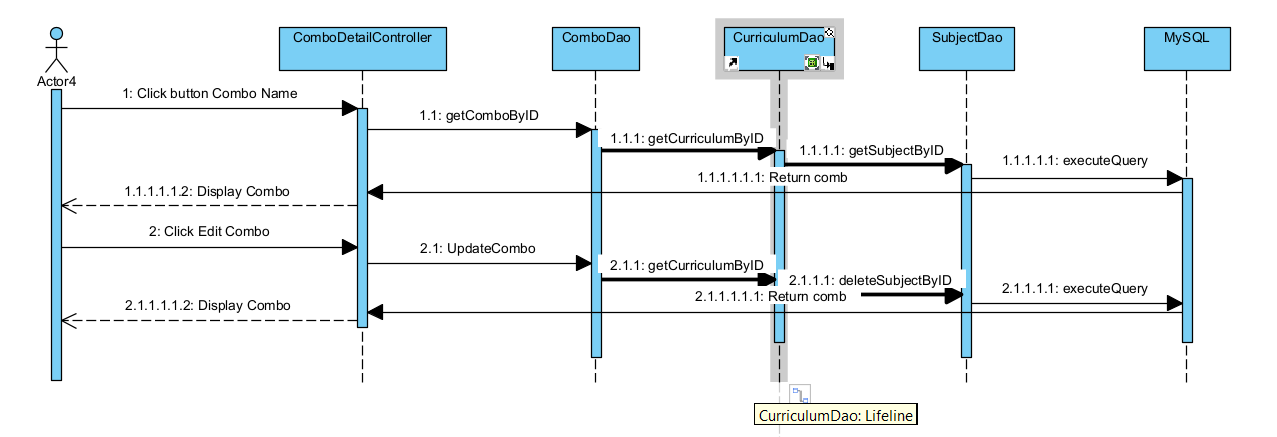 ComboDetailController
ComboDao
CurriculumDao
SubjectDao
MySQL
Actor4
1: Click button Combo Name
1.1: getComboByID
1.1.1: getCurriculumByID
1.1.1.1: getSubjectByID
1.1.1.1.1: executeQuery
1.1.1.1.1.1: Return comb
1.1.1.1.1.2: Display Combo
2: Click Edit Combo
2.1: UpdateCombo
2.1.1: getCurriculumByID
2.1.1.1: deleteSubjectByID
2.1.1.1.1: executeQuery
2.1.1.1.1.1: Return comb
2.1.1.1.1.2: Display Combo
CurriculumDao: Lifeline